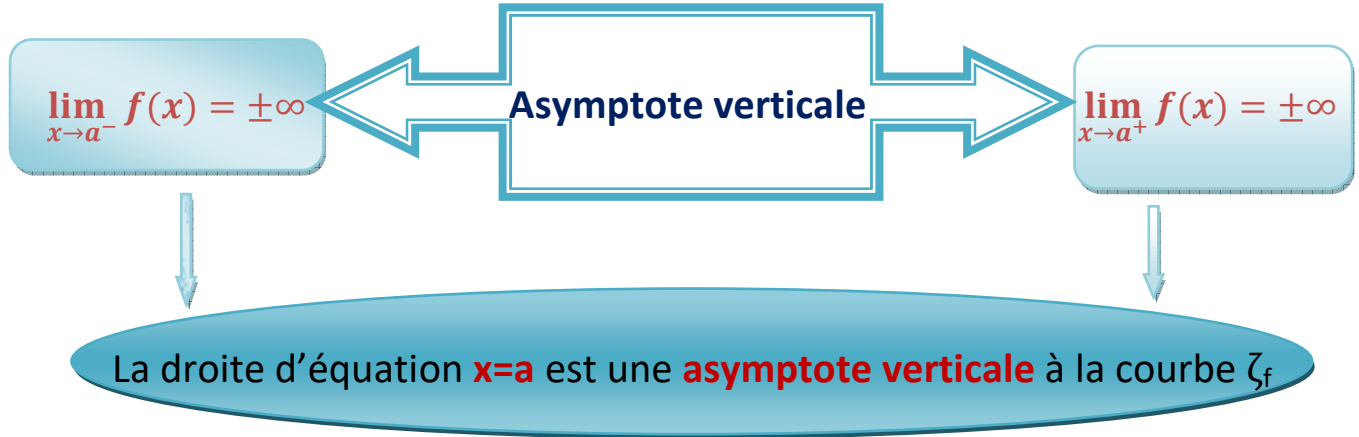 lim x→a⁻ f(x) = ±∞
Asymptote verticale
lim x→a⁺ f(x) = ±∞
La droite d’équation x=a est une asymptote verticale à la courbe ζf